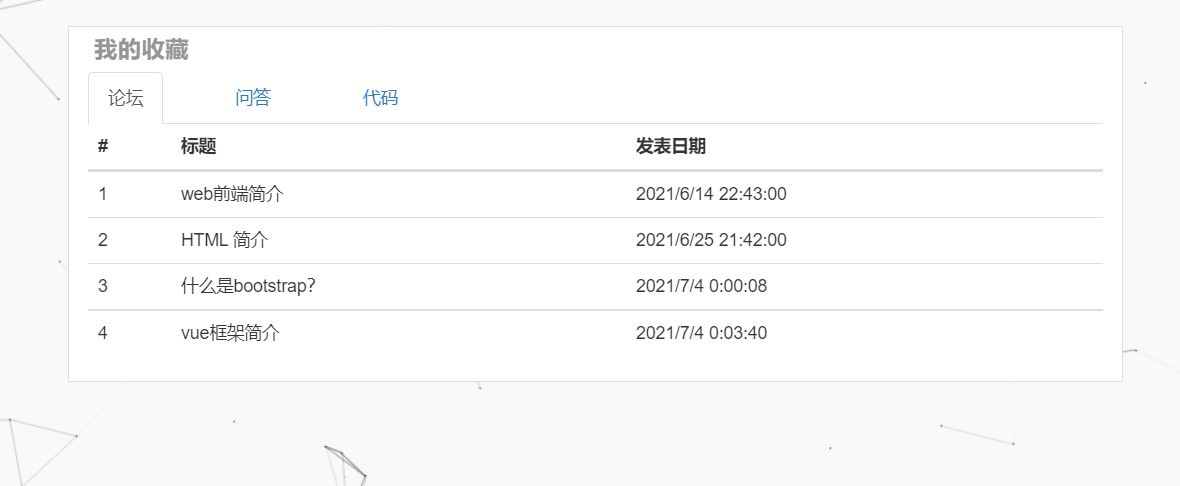 我的收藏
论坛 问答 代码
# 标题 发表日期
1 web前端简介 2021/6/14 22:43:00
2 HTML 简介 2021/6/25 21:42:00
3 什么是bootstrap? 2021/7/4 0:00:08
4 vue框架简介 2021/7/4 0:03:40